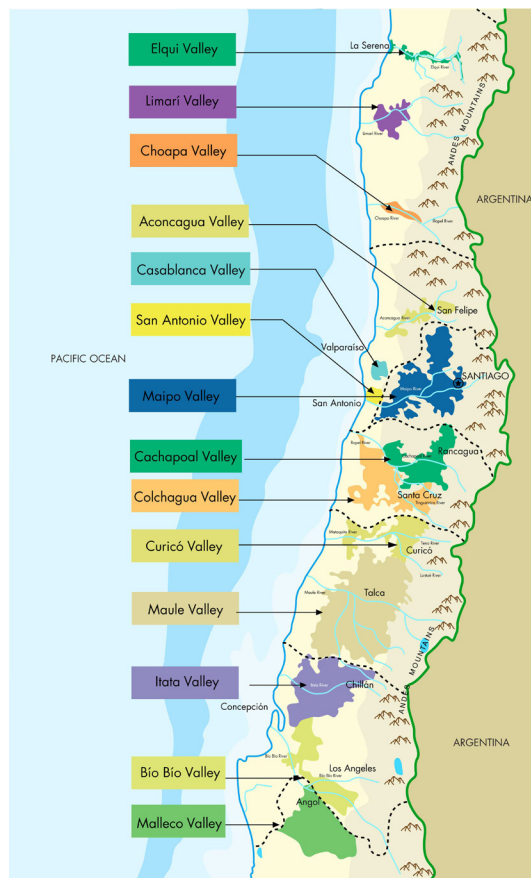 Elqui Valley
La Serena
Elqui River
Limarí Valley
Limarí River
ANDES MOUNTAINS
Choapa Valley
Choapa River
Rapel River
ARGENTINA
Aconcagua Valley
Aconcagua River
San Felipe
Casablanca Valley
San Antonio Valley
Valparaíso
PACIFIC OCEAN
SANTIAGO
Maipo Valley
Maipo River
San Antonio
Cachapoal Valley
Rapel River
Rancagua
Colchagua Valley
Santa Cruz
Curicó Valley
Mataquito River
Teno River
Curicó
Lontué River
Maule Valley
Maule River
Talca
ANDES MOUNTAINS
Itata Valley
Itata River
Chillán
Concepción
ARGENTINA
Bío Bío Valley
Bío Bío River
Los Angeles
Bío Bío River
Angol
Malleco Valley